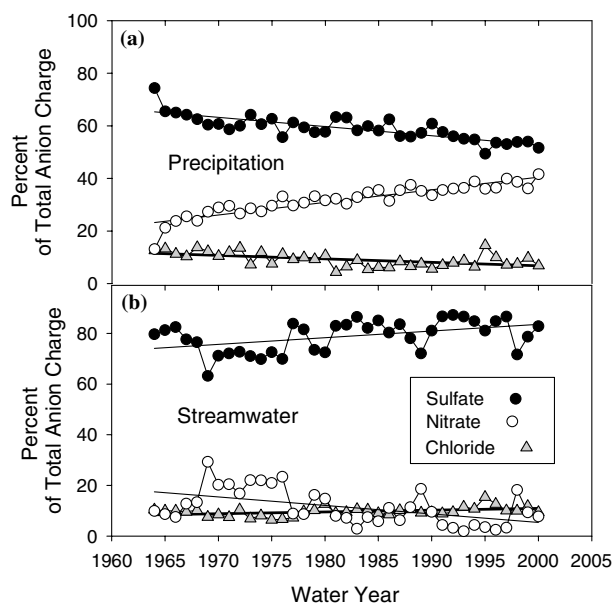 100
(a)
80
60
Precipitation
40
20
0
Percent
of Total Anion Charge
(b)
80
60
Streamwater
40
20
0
Percent
of Total Anion Charge
Sulfate
Nitrate
Chloride
1960 1965 1970 1975 1980 1985 1990 1995 2000 2005
Water Year